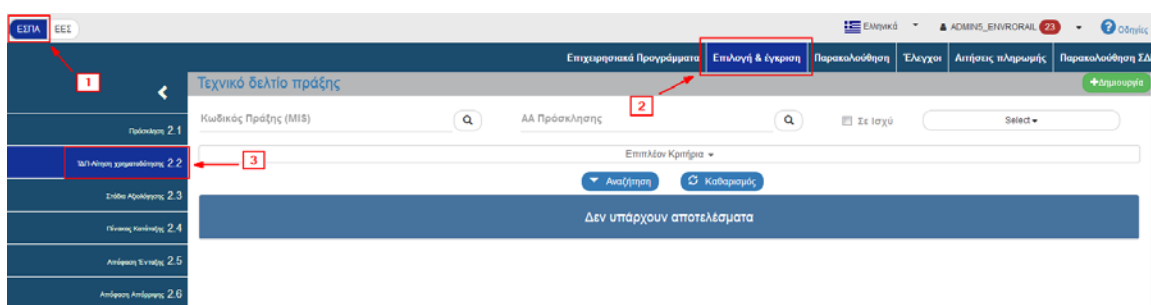 ΕΣΠΑ ΕΕΣ Ελληνικά ADMIN5_ENVRORAIL 23 Οδηγίες
1
Επιχειρησιακά Προγράμματα Επιλογή & έγκριση Παρακολούθηση Έλεγχοι Αιτήσεις πληρωμής Παρακολούθηση ΣΔ
Τεχνικό δελτίο πράξης +Δημιουργία
2
Κωδικός Πράξης (MIS) ΑΑ Πρόσκλησης Σε Ισχύ Select
Πρόσκληση 2.1
Επιπλέον Κριτήρια
ΤΔΠ-Αίτηση χρηματοδότησης 2.2
3
Αναζήτηση Καθαρισμός
Στάδια Αξιολόγησης 2.3
Δεν υπάρχουν αποτελέσματα
Πίνακας Κατάταξης 2.4
Απόφαση Ένταξης 2.5
Απόφαση Απόρριψης 2.6